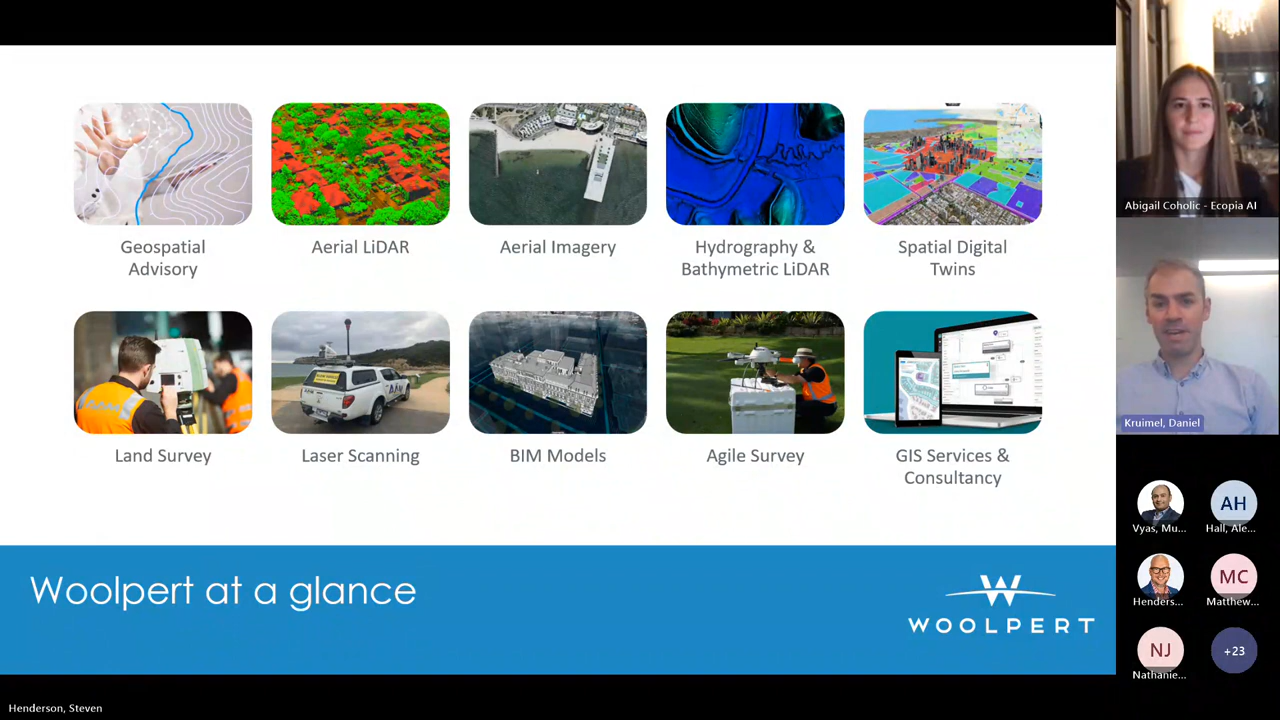 Geospatial
Advisory
Aerial LiDAR
Aerial Imagery
Hydrography &
Bathymetric LiDAR
Spatial Digital
Twins
Land Survey
Laser Scanning
BIM Models
Agile Survey
GIS Services &
Consultancy
Woolpert at a glance
W
WOOLPERT
Abigail Coholic - Ecopia AI
Kruimel, Daniel
Vyas, Mu...
AH
Hall, Ale...
Henders...
MC
Matthew...
NJ
Nathanie...
+23
Henderson, Steven